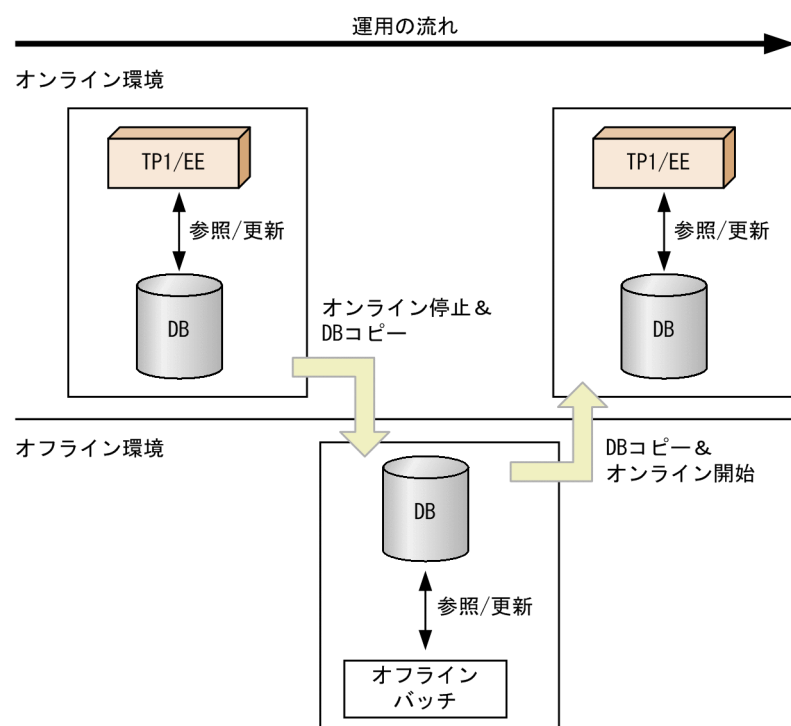 運用の流れ
オンライン環境
TP1/EE
参照/更新
DB
オンライン停止＆
DBコピー
TP1/EE
参照/更新
DB
オフライン環境
DB
参照/更新
オフライン
バッチ
DBコピー＆
オンライン開始